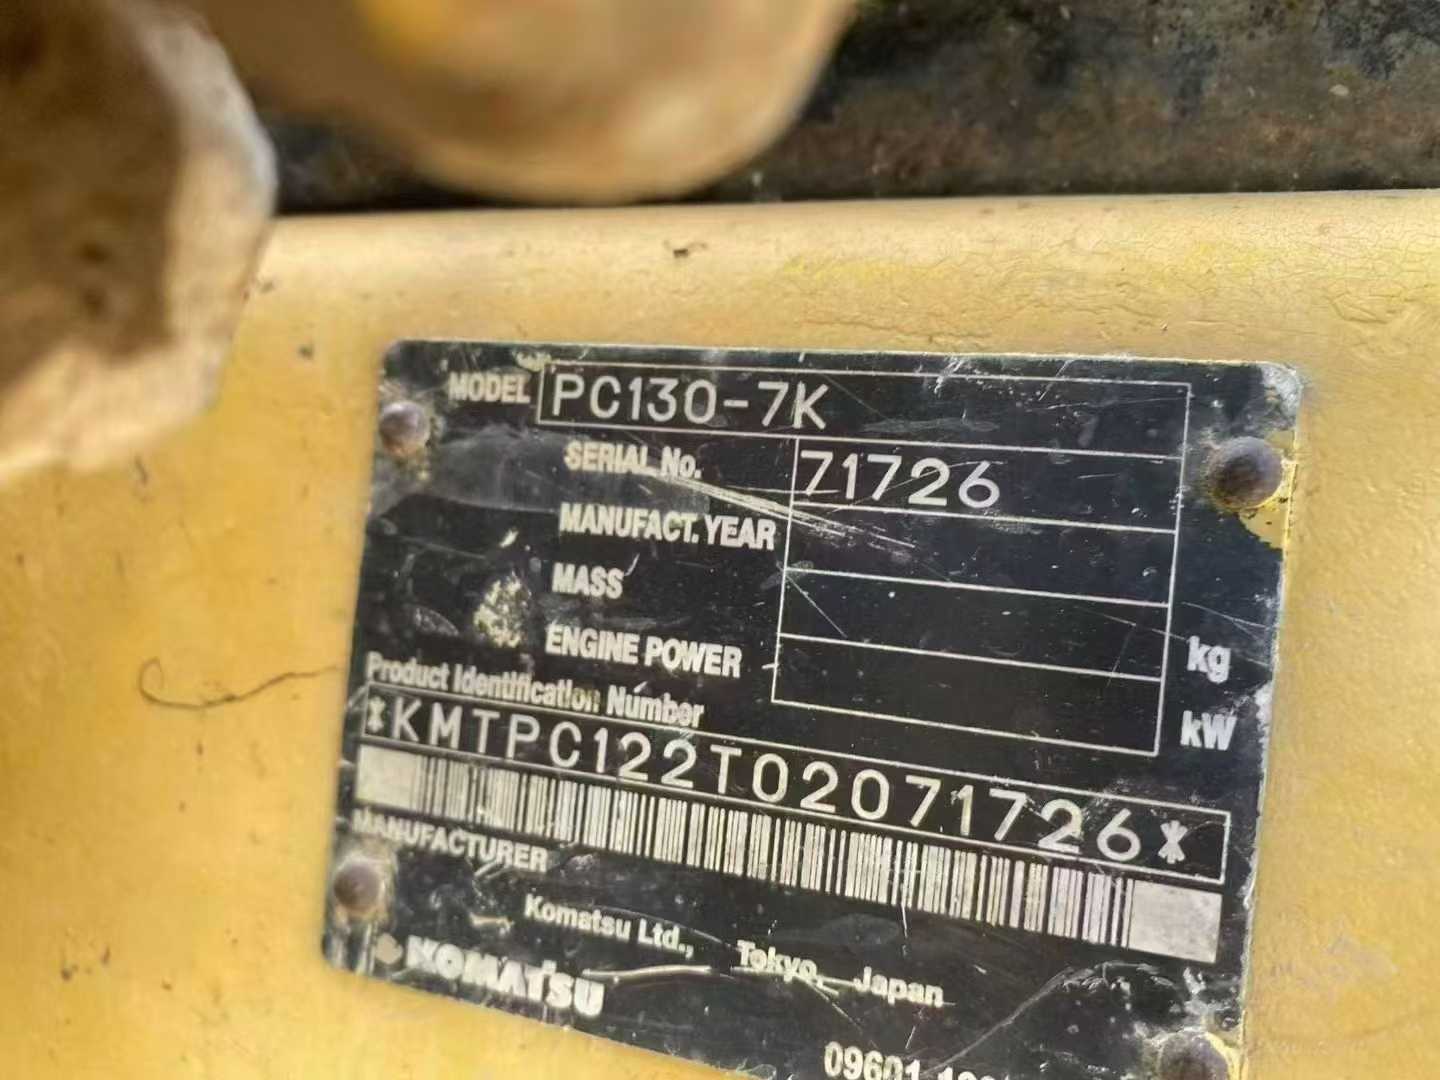 MODEL PC130-7K
SERIAL No. 71726
MANUFACT. YEAR
MASS kg
ENGINE POWER kW
Product Identification Number
*KMTPC122T02071726*
MANUFACTURER
Komatsu Ltd., Tokyo, Japan
KOMATSU
09601